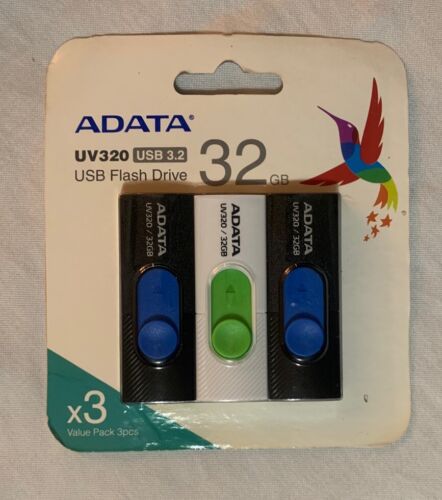 ADATA®
UV320 USB 3.2
USB Flash Drive
32GB
ADATA
UV320 / 32GB
ADATA
UV320 / 32GB
ADATA
UV320 / 32GB
x3
Value Pack 3pcs